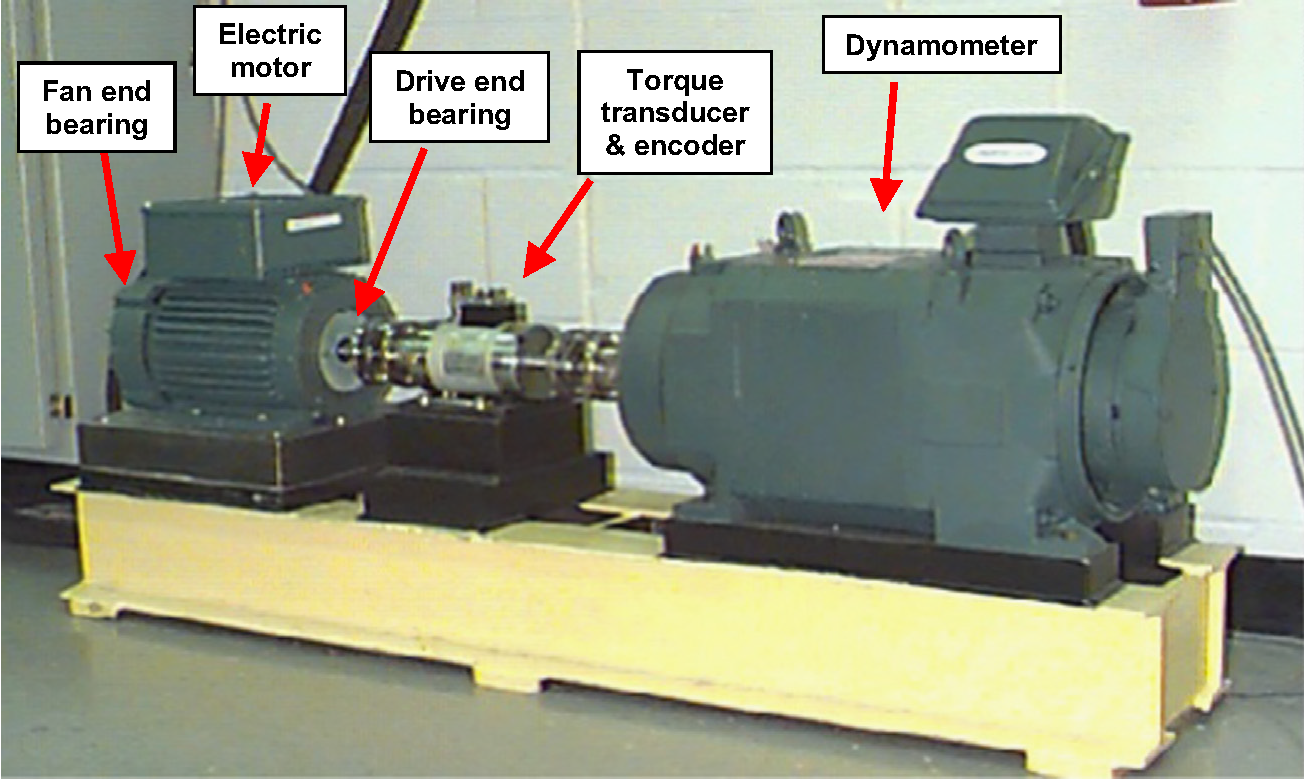 Electric
motor
Fan end
bearing
Drive end
bearing
Torque
transducer
& encoder
Dynamometer